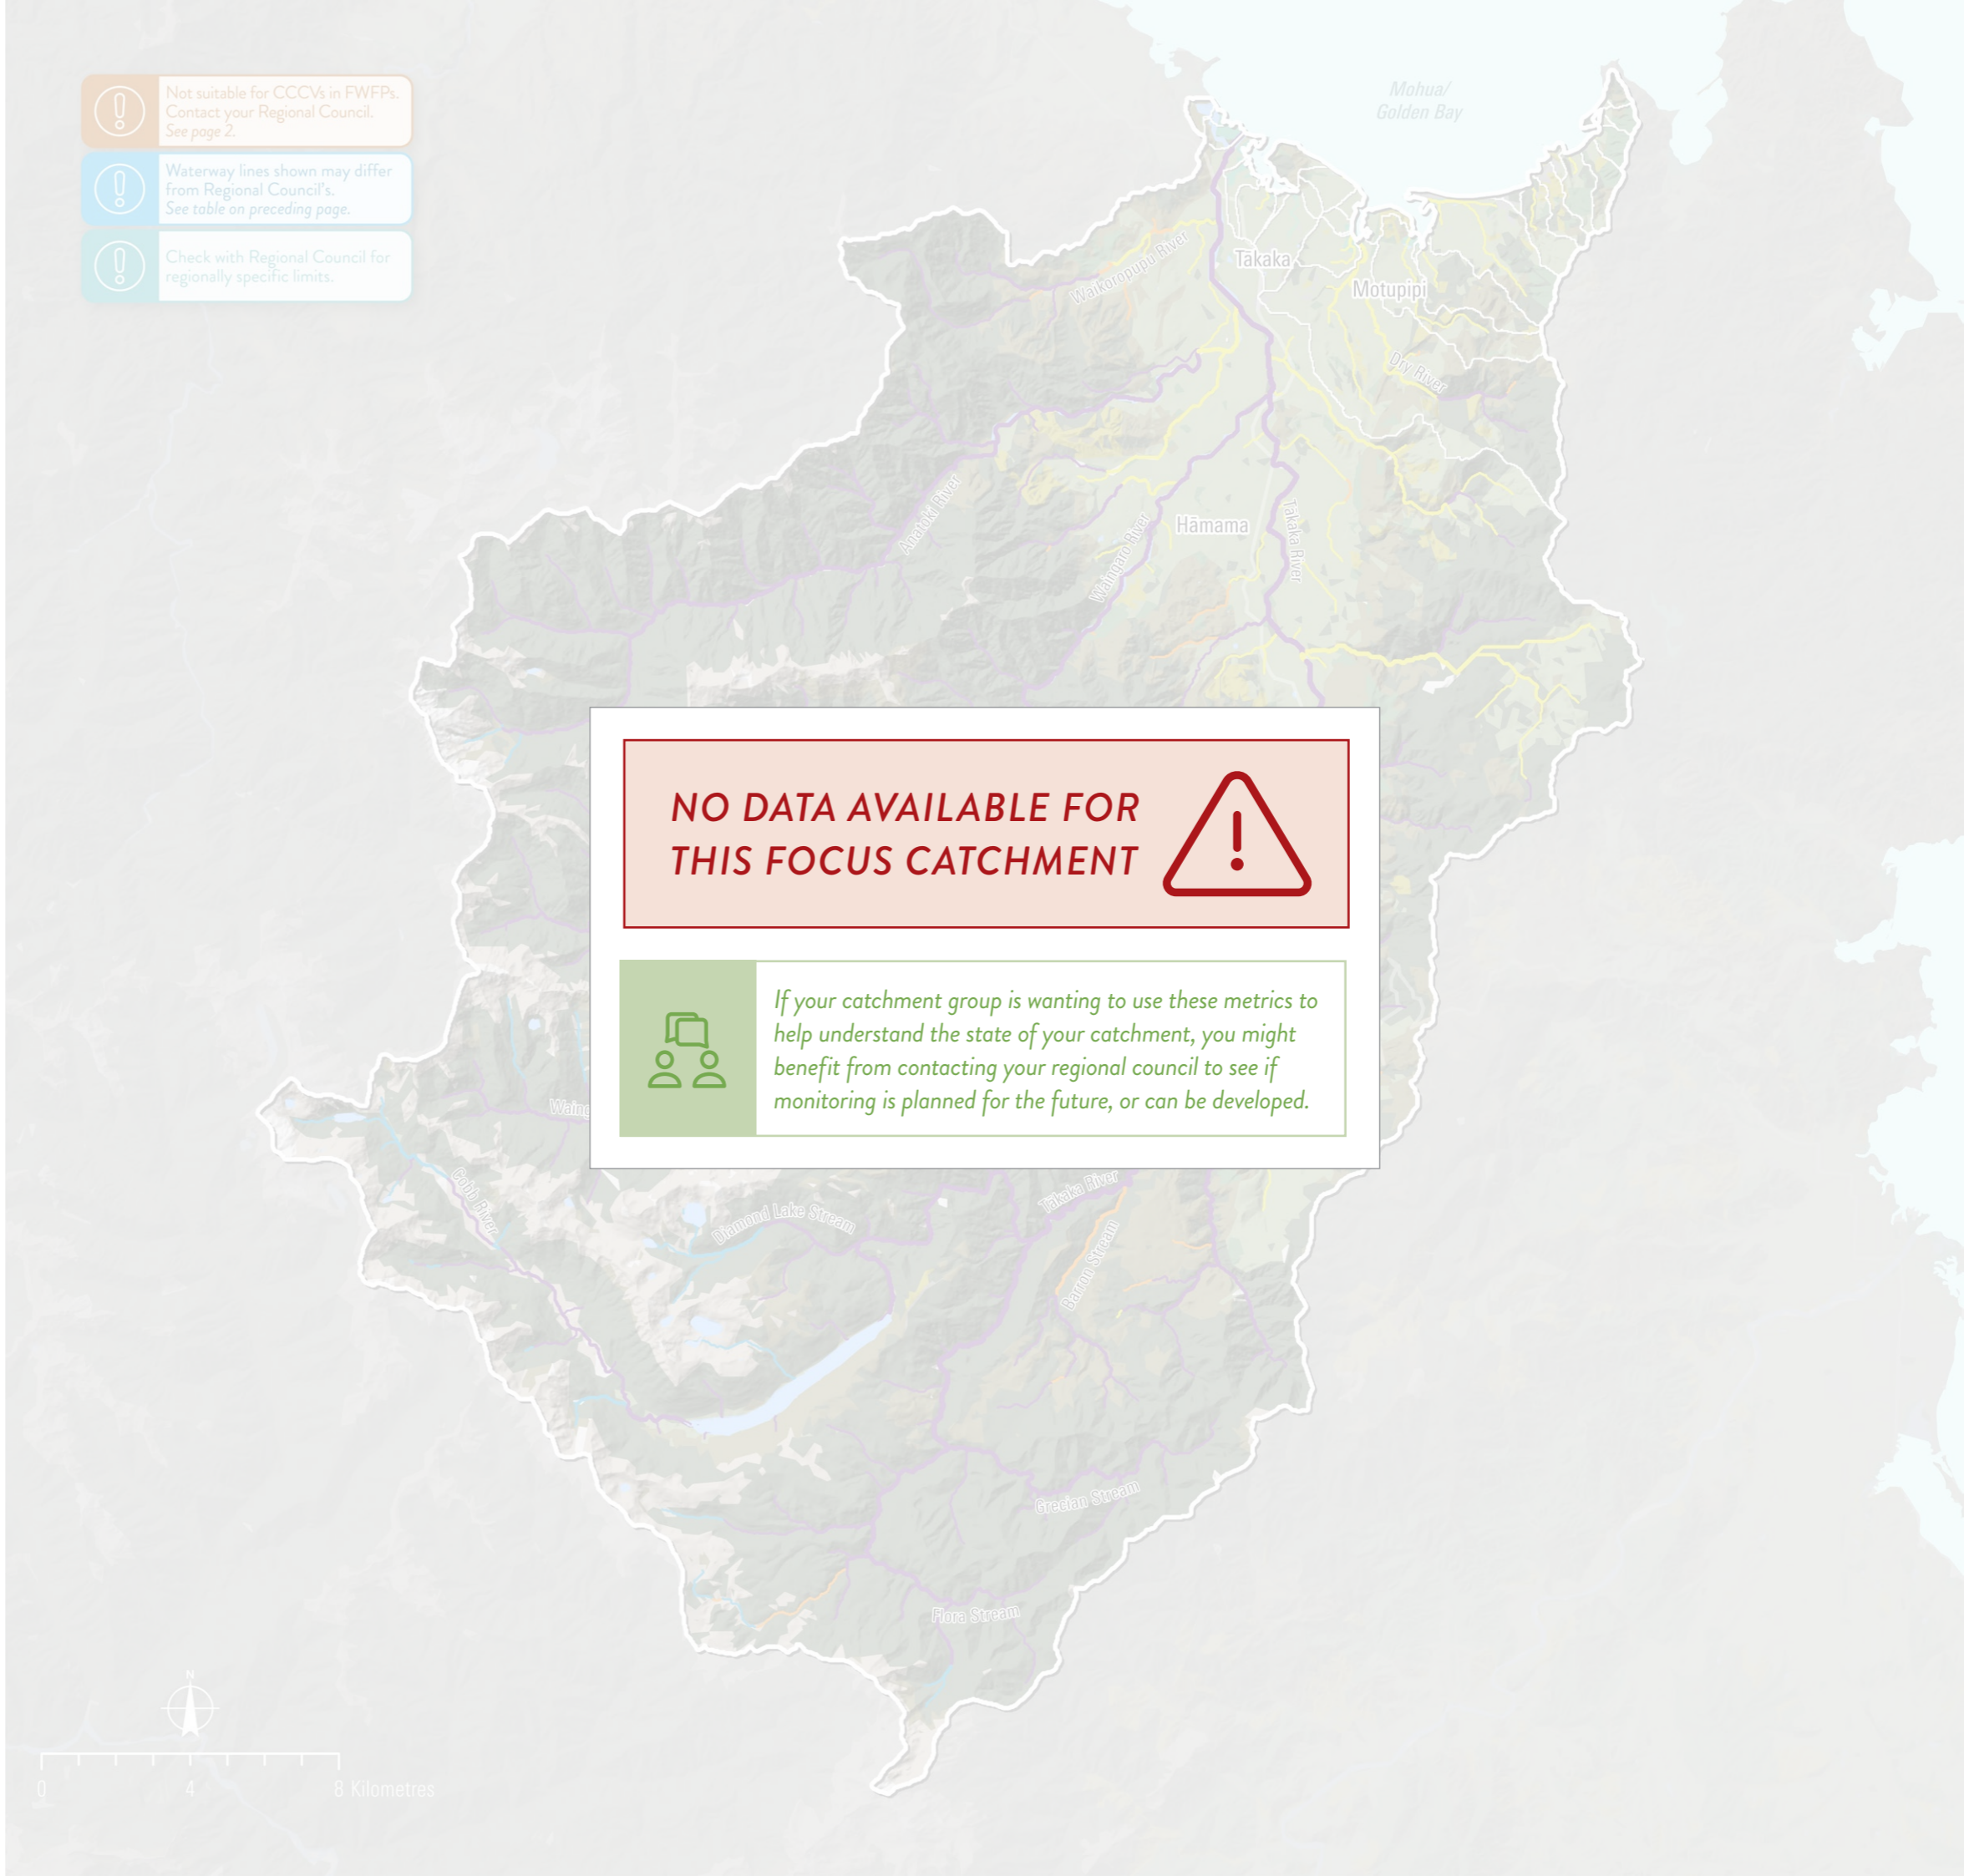 Not suitable for CCCVs in FWFPs.
Contact your Regional Council.
See page 2.
Waterway lines shown may differ
from Regional Council's.
See table on preceding page.
Check with Regional Council for
regionally specific limits.
Mohua/
Golden Bay
Waikoropupū River
Tākaka
Motupipi
Dry River
Anatoki River
Waingaro River
Hāmama
Tākaka River
NO DATA AVAILABLE FOR
THIS FOCUS CATCHMENT
If your catchment group is wanting to use these metrics to
help understand the state of your catchment, you might
benefit from contacting your regional council to see if
monitoring is planned for the future, or can be developed.
Cobb River
Diamond Lake Stream
Tākaka River
Barron Stream
Grecian Stream
Flora Stream
N
0 4 8 Kilometres